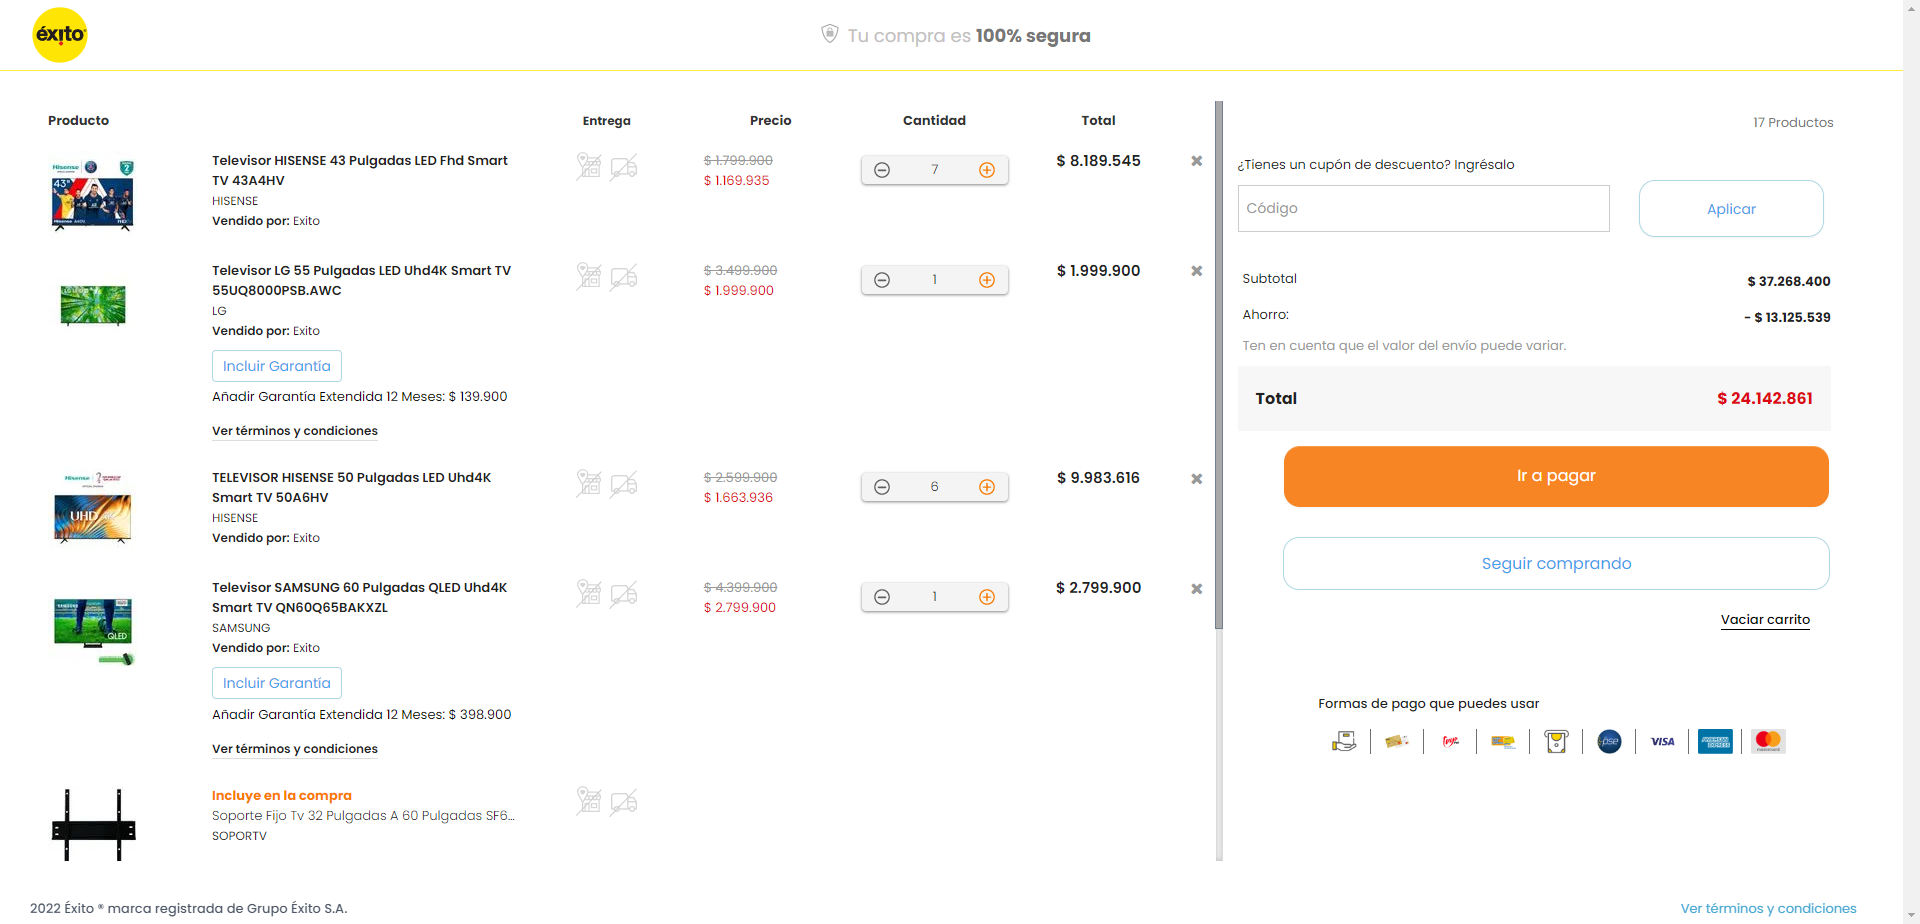 éxito
Tu compra es 100% segura
Producto Entrega Precio Cantidad Total
Televisor HISENSE 43 Pulgadas LED Fhd Smart
TV 43A4HV
HISENSE
Vendido por: Exito
$ 1.799.900
$ 1.169.935
7
$ 8.189.545
Televisor LG 55 Pulgadas LED Uhd4K Smart TV
55UQ8000PSB.AWC
LG
Vendido por: Exito
$ 3.499.900
$ 1.999.900
1
$ 1.999.900
Incluir Garantía
Añadir Garantía Extendida 12 Meses: $ 139.900
Ver términos y condiciones
TELEVISOR HISENSE 50 Pulgadas LED Uhd4K
Smart TV 50A6HV
HISENSE
Vendido por: Exito
$ 2.599.900
$ 1.663.936
6
$ 9.983.616
Televisor SAMSUNG 60 Pulgadas QLED Uhd4K
Smart TV QN60Q65BAKXZL
SAMSUNG
Vendido por: Exito
$ 4.399.900
$ 2.799.900
1
$ 2.799.900
Incluir Garantía
Añadir Garantía Extendida 12 Meses: $ 398.900
Ver términos y condiciones
Incluye en la compra
Soporte Fijo Tv 32 Pulgadas A 60 Pulgadas SF6...
SOPORTV
Hisense
43"
Hisense
UHD
SAMSUNG
QLED
17 Productos
¿Tienes un cupón de descuento? Ingrésalo
Código
Aplicar
Subtotal $ 37.268.400
Ahorro: - $ 13.125.539
Ten en cuenta que el valor del envío puede variar.
Total $ 24.142.861
Ir a pagar
Seguir comprando
Vaciar carrito
Formas de pago que puedes usar
pse
VISA
AMERICAN
EXPRESS
2022 Éxito ® marca registrada de Grupo Éxito S.A.
Ver términos y condiciones